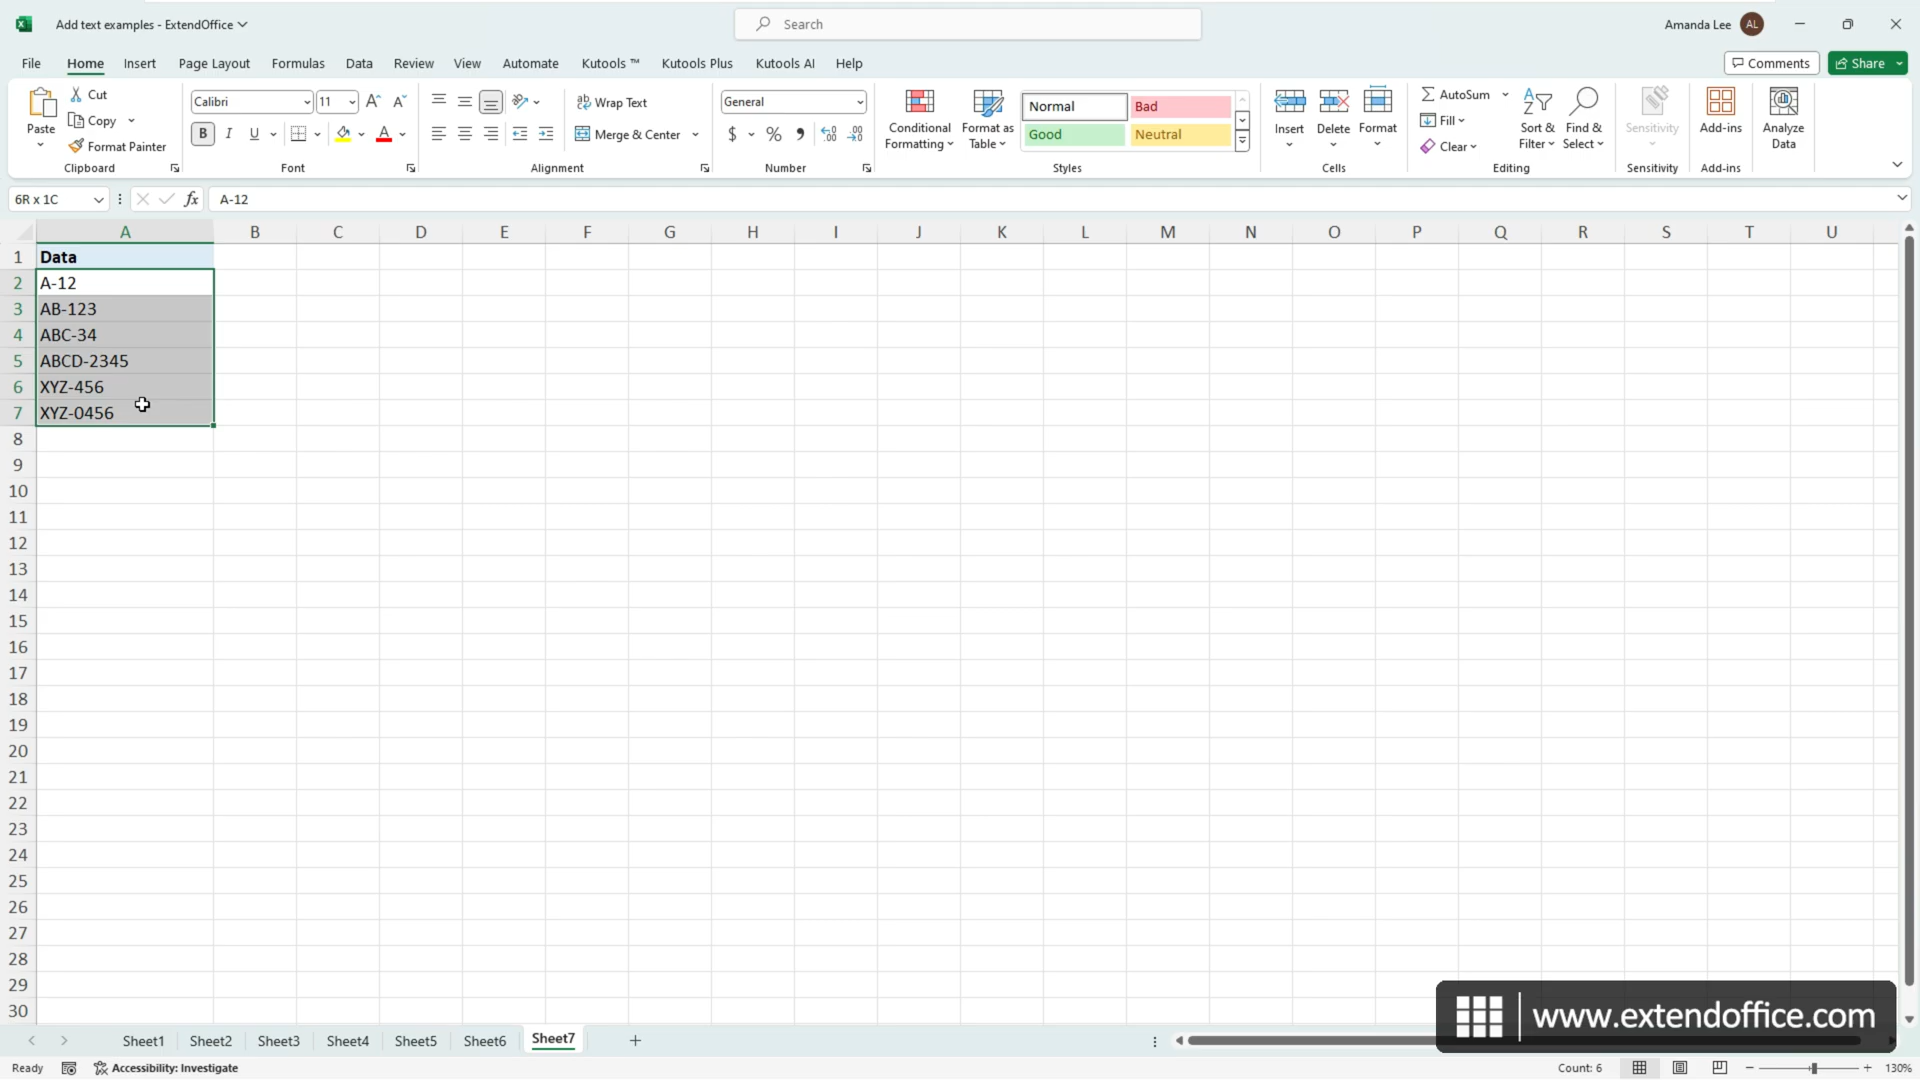 Add text examples - ExtendOffice
Search
Amanda Lee AL
File Home Insert Page Layout Formulas Data Review View Automate Kutools ™ Kutools Plus Kutools AI Help
Comments Share
Paste
Cut
Copy
Format Painter
Clipboard
Calibri 11
B I U A
Font
ab Wrap Text
Merge & Center
Alignment
General
$ % , .00
Number
Conditional Formatting
Format as Table
Normal Bad
Good Neutral
Styles
Insert Delete Format
Cells
AutoSum
Fill
Clear
Sort & Filter
Find & Select
Editing
Sensitivity
Sensitivity
Add-ins
Add-ins
Analyze Data
6R x 1C fx A-12
A B C D E F G H I J K L M N O P Q R S T U
1 Data
2 A-12
3 AB-123
4 ABC-34
5 ABCD-2345
6 XYZ-456
7 XYZ-0456
8
9
10
11
12
13
14
15
16
17
18
19
20
21
22
23
24
25
26
27
28
29
30
www.extendoffice.com
Sheet1 Sheet2 Sheet3 Sheet4 Sheet5 Sheet6 Sheet7 +
Ready Accessibility: Investigate Count: 6 130%